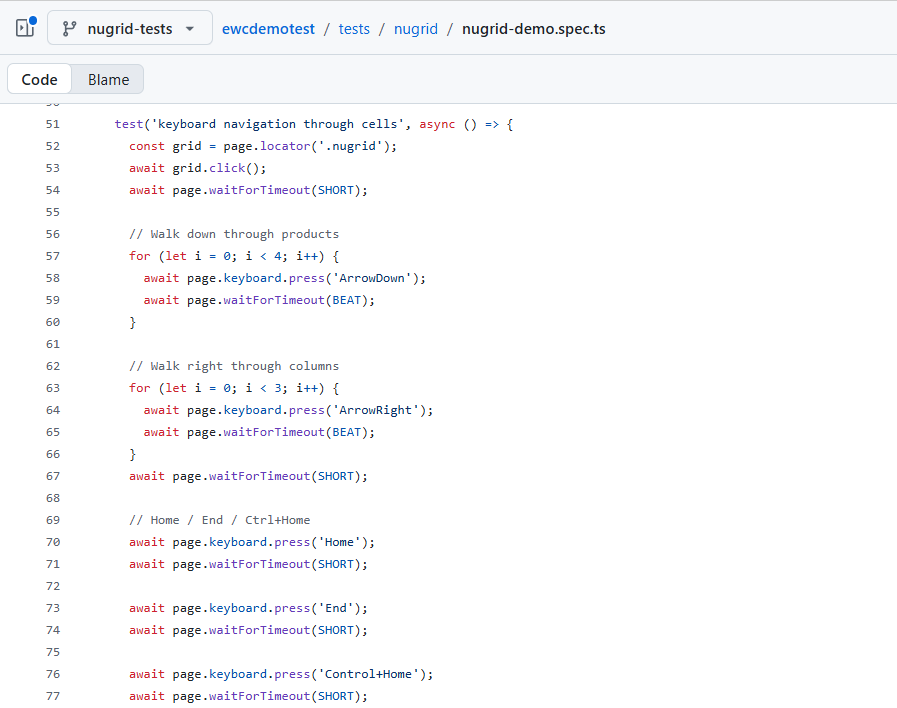 nugrid-tests ewcdemotest / tests / nugrid / nugrid-demo.spec.ts
Code Blame
51 test('keyboard navigation through cells', async () => {
52 const grid = page.locator('.nugrid');
53 await grid.click();
54 await page.waitForTimeout(SHORT);
55
56 // Walk down through products
57 for (let i = 0; i < 4; i++) {
58 await page.keyboard.press('ArrowDown');
59 await page.waitForTimeout(BEAT);
60 }
61
62 // Walk right through columns
63 for (let i = 0; i < 3; i++) {
64 await page.keyboard.press('ArrowRight');
65 await page.waitForTimeout(BEAT);
66 }
67 await page.waitForTimeout(SHORT);
68
69 // Home / End / Ctrl+Home
70 await page.keyboard.press('Home');
71 await page.waitForTimeout(SHORT);
72
73 await page.keyboard.press('End');
74 await page.waitForTimeout(SHORT);
75
76 await page.keyboard.press('Control+Home');
77 await page.waitForTimeout(SHORT);